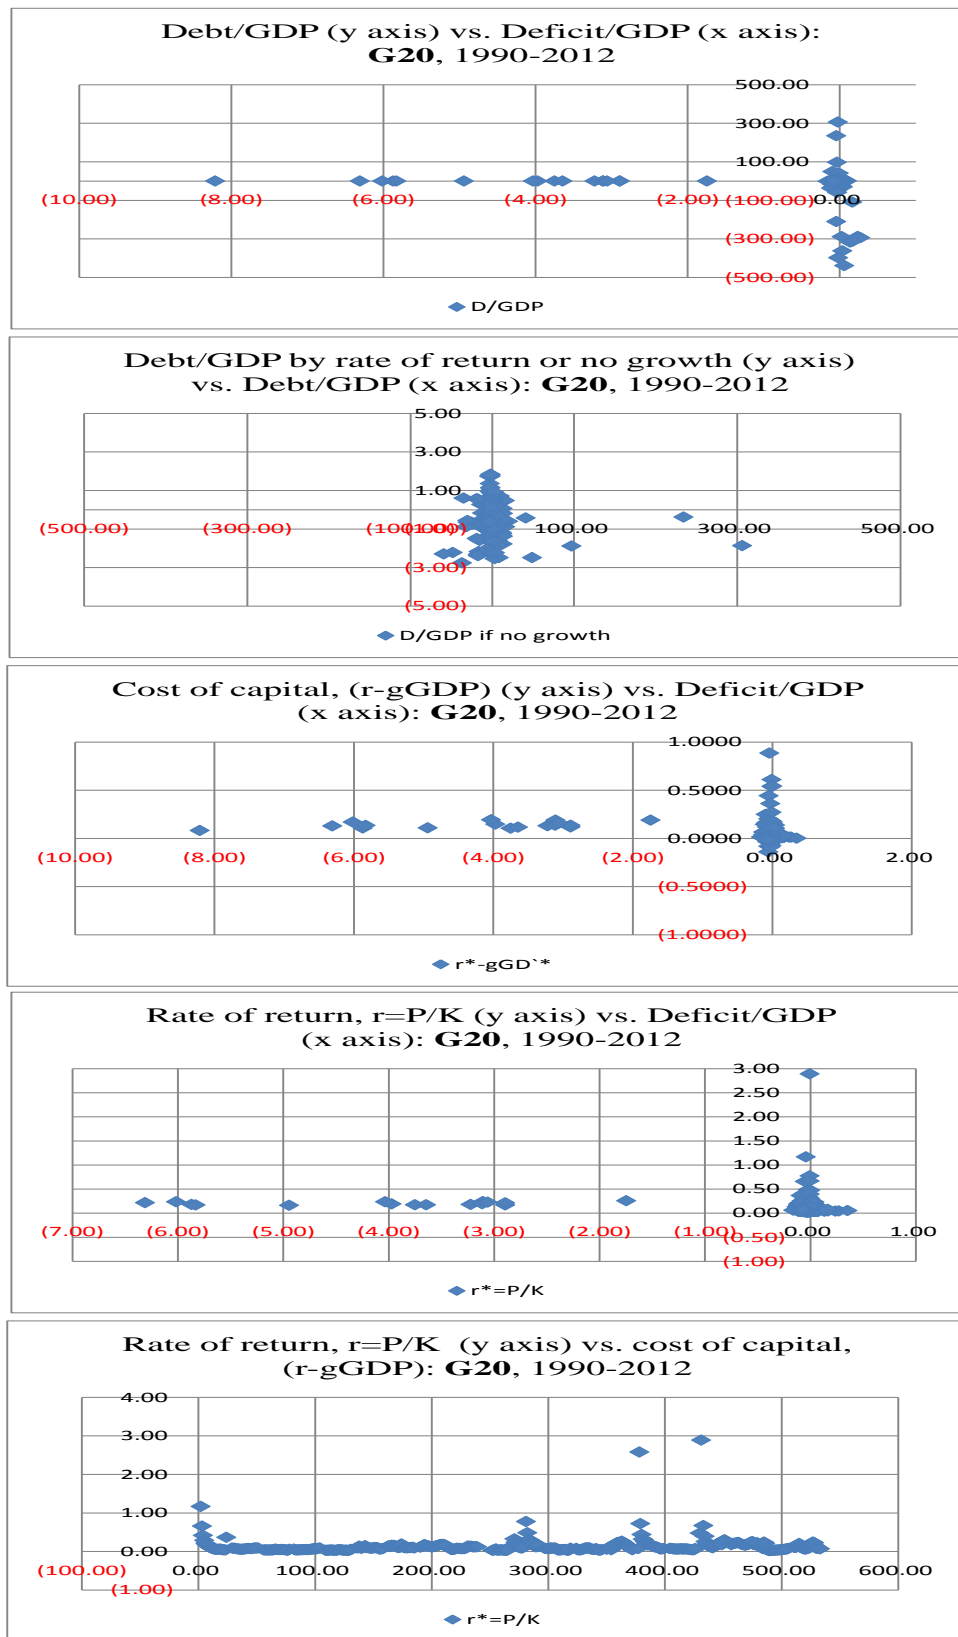 Debt/GDP (y axis) vs. Deficit/GDP (x axis):
G20, 1990-2012
500.00
300.00
100.00
(10.00) (8.00) (6.00) (4.00) (2.00) (100.00) 0.00
(300.00)
(500.00)
D/GDP
Debt/GDP by rate of return or no growth (y axis)
vs. Debt/GDP (x axis): G20, 1990-2012
5.00
3.00
1.00
(500.00) (300.00) (100.00) (1.00) 100.00 300.00 500.00
(3.00)
(5.00)
D/GDP if no growth
Cost of capital, (r-gGDP) (y axis) vs. Deficit/GDP
(x axis): G20, 1990-2012
1.0000
0.5000
0.0000
(10.00) (8.00) (6.00) (4.00) (2.00) 0.00 2.00
(0.5000)
(1.0000)
r*-gGD`*
Rate of return, r=P/K (y axis) vs. Deficit/GDP
(x axis): G20, 1990-2012
3.00
2.50
2.00
1.50
1.00
0.50
0.00
(7.00) (6.00) (5.00) (4.00) (3.00) (2.00) (1.00) 0.00 1.00
(0.50)
(1.00)
r*=P/K
Rate of return, r=P/K (y axis) vs. cost of capital,
(r-gGDP): G20, 1990-2012
4.00
3.00
2.00
1.00
0.00
(100.00) 0.00 100.00 200.00 300.00 400.00 500.00 600.00
(1.00)
r*=P/K